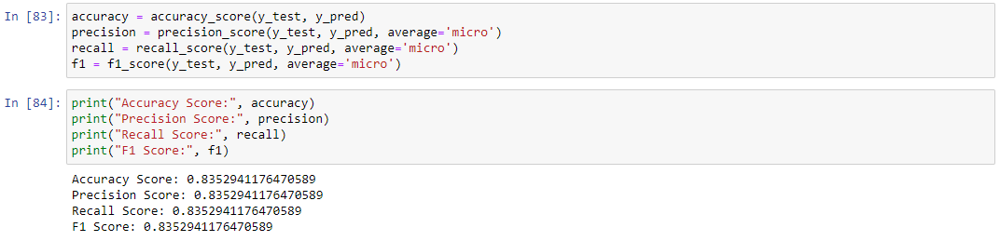 In [83]: accuracy = accuracy_score(y_test, y_pred)
precision = precision_score(y_test, y_pred, average='micro')
recall = recall_score(y_test, y_pred, average='micro')
f1 = f1_score(y_test, y_pred, average='micro')
In [84]: print("Accuracy Score:", accuracy)
print("Precision Score:", precision)
print("Recall Score:", recall)
print("F1 Score:", f1)
Accuracy Score: 0.8352941176470589
Precision Score: 0.8352941176470589
Recall Score: 0.8352941176470589
F1 Score: 0.8352941176470589